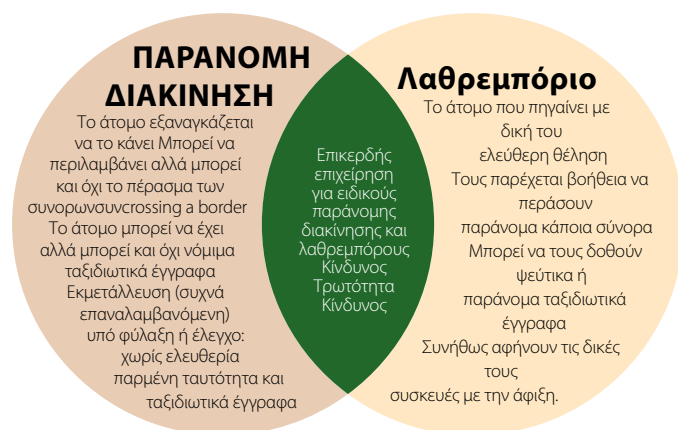 ΠΑΡΑΝΟΜΗ
ΔΙΑΚΙΝΗΣΗ
Το άτομο εξαναγκάζεται
να το κάνει Μπορεί να
περιλαμβάνει αλλά μπορεί
και όχι το πέρασμα των
συνορωνσυνcrossing a border
Το άτομο μπορεί να έχει
αλλά μπορεί και όχι νόμιμα
ταξιδιωτικά έγγραφα
Εκμετάλλευση (συχνά
επαναλαμβανόμενη)
υπό φύλαξη ή έλεγχο:
χωρίς ελευθερία
παρμένη ταυτότητα και
ταξιδιωτικά έγγραφα
Επικερδής
επιχείρηση
για ειδικούς
παράνομης
διακίνησης και
λαθρεμπόρους
Κίνδυνος
Τρωτότητα
Κίνδυνος
Λαθρεμπόριο
Το άτομο που πηγαίνει με
δική του
ελεύθερη θέληση
Τους παρέχεται βοήθεια να
περάσουν
παράνομα κάποια σύνορα
Μπορεί να τους δοθούν
ψεύτικα ή
παράνομα ταξιδιωτικά
έγγραφα
Συνήθως αφήνουν τις δικές
τους
συσκευές με την άφιξη.